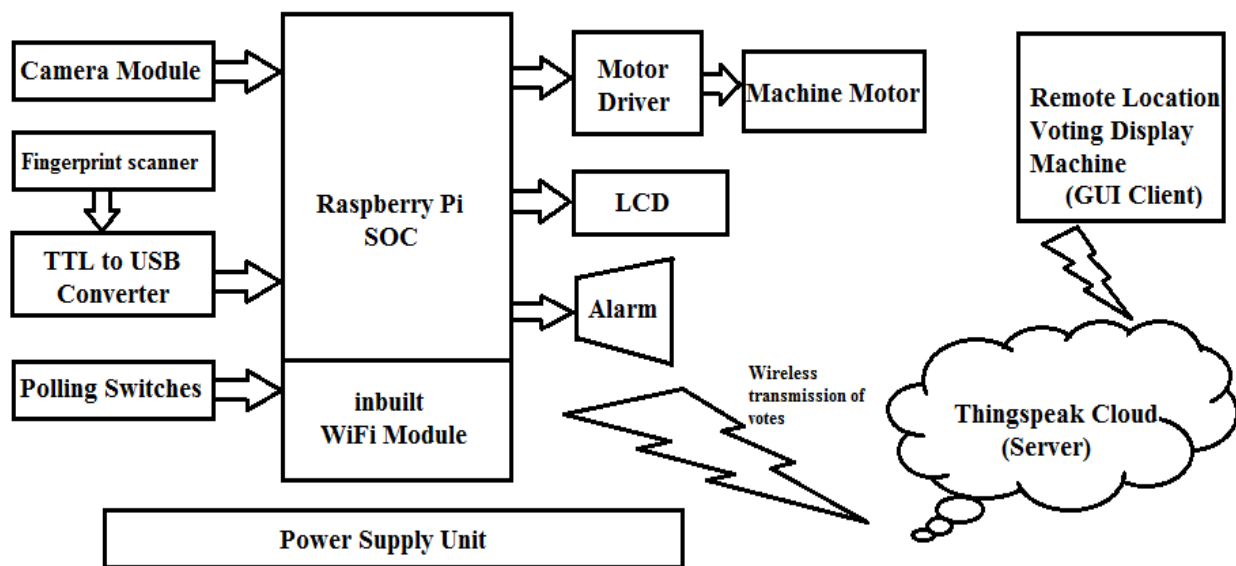 Camera Module
Fingerprint scanner
TTL to USB
Converter
Polling Switches
Raspberry Pi
SOC
inbuilt
WiFi Module
Motor
Driver
Machine Motor
LCD
Alarm
Wireless
transmission of
votes
Remote Location
Voting Display
Machine
(GUI Client)
Thingspeak Cloud
(Server)
Power Supply Unit